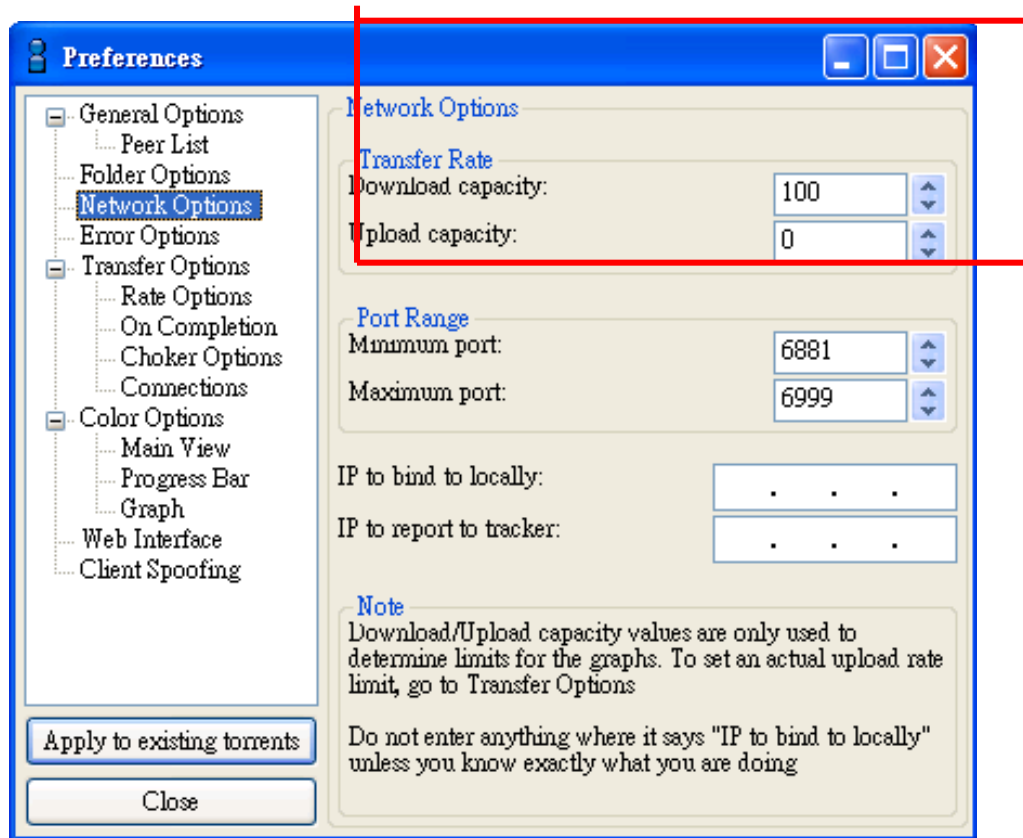 Preferences
General Options
Peer List
Folder Options
Network Options
Error Options
Transfer Options
Rate Options
On Completion
Choker Options
Connections
Color Options
Main View
Progress Bar
Graph
Web Interface
Client Spoofing
Apply to existing torrents
Close
Network Options
Transfer Rate
Download capacity: 100
Upload capacity: 0
Port Range
Minimum port: 6881
Maximum port: 6999
IP to bind to locally: . . .
IP to report to tracker: . . .
Note
Download/Upload capacity values are only used to
determine limits for the graphs. To set an actual upload rate
limit, go to Transfer Options
Do not enter anything where it says "IP to bind to locally"
unless you know exactly what you are doing